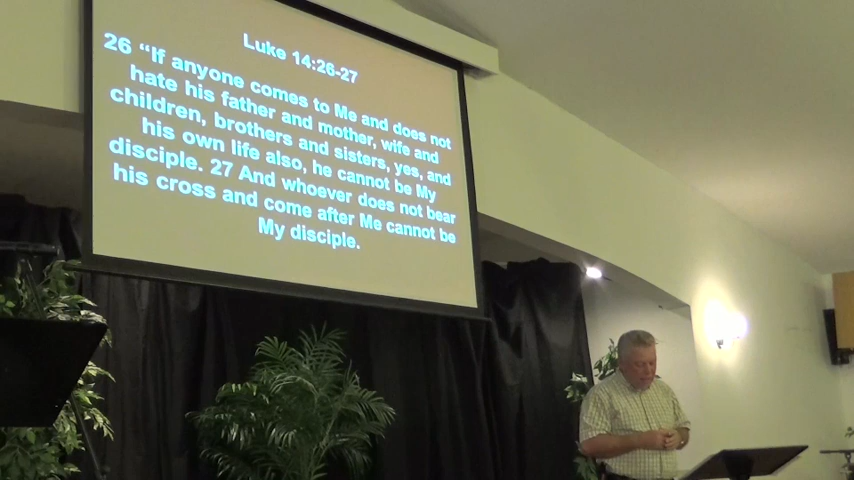 Luke 14:26-27
26 “If anyone comes to Me and does not
hate his father and mother, wife and
children, brothers and sisters, yes, and
his own life also, he cannot be My
disciple. 27 And whoever does not bear
his cross and come after Me cannot be
My disciple.